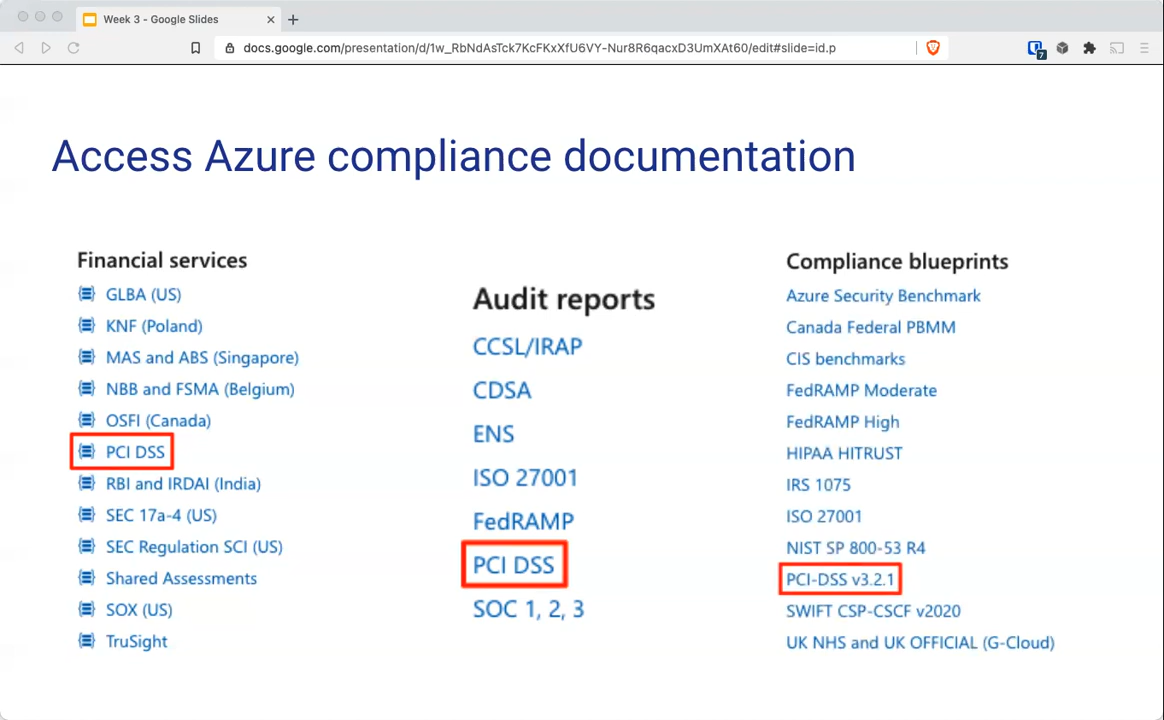 Week 3 - Google Slides
docs.google.com/presentation/d/1w_RbNdAsTck7KcFKxXfU6VY-Nur8R6qacxD3UmXAt60/edit#slide=id.p
7
Access Azure compliance documentation
Financial services
GLBA (US)
KNF (Poland)
MAS and ABS (Singapore)
NBB and FSMA (Belgium)
OSFI (Canada)
PCI DSS
RBI and IRDAI (India)
SEC 17a-4 (US)
SEC Regulation SCI (US)
Shared Assessments
SOX (US)
TruSight
Audit reports
CCSL/IRAP
CDSA
ENS
ISO 27001
FedRAMP
PCI DSS
SOC 1, 2, 3
Compliance blueprints
Azure Security Benchmark
Canada Federal PBMM
CIS benchmarks
FedRAMP Moderate
FedRAMP High
HIPAA HITRUST
IRS 1075
ISO 27001
NIST SP 800-53 R4
PCI-DSS v3.2.1
SWIFT CSP-CSCF v2020
UK NHS and UK OFFICIAL (G-Cloud)